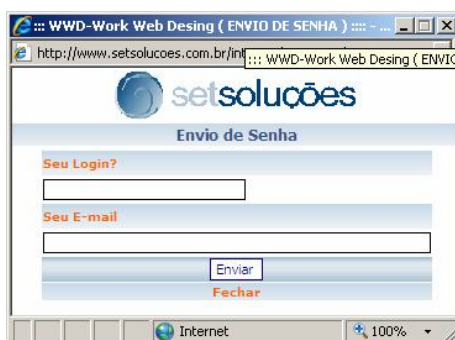 ::: WWD-Work Web Desing ( ENVIO DE SENHA ) :::: - ...
http://www.setsolucoes.com.br/int
::: WWD-Work Web Desing ( ENVIO
setsoluções
Envio de Senha
Seu Login?
Seu E-mail
Enviar
Fechar
Internet
100%